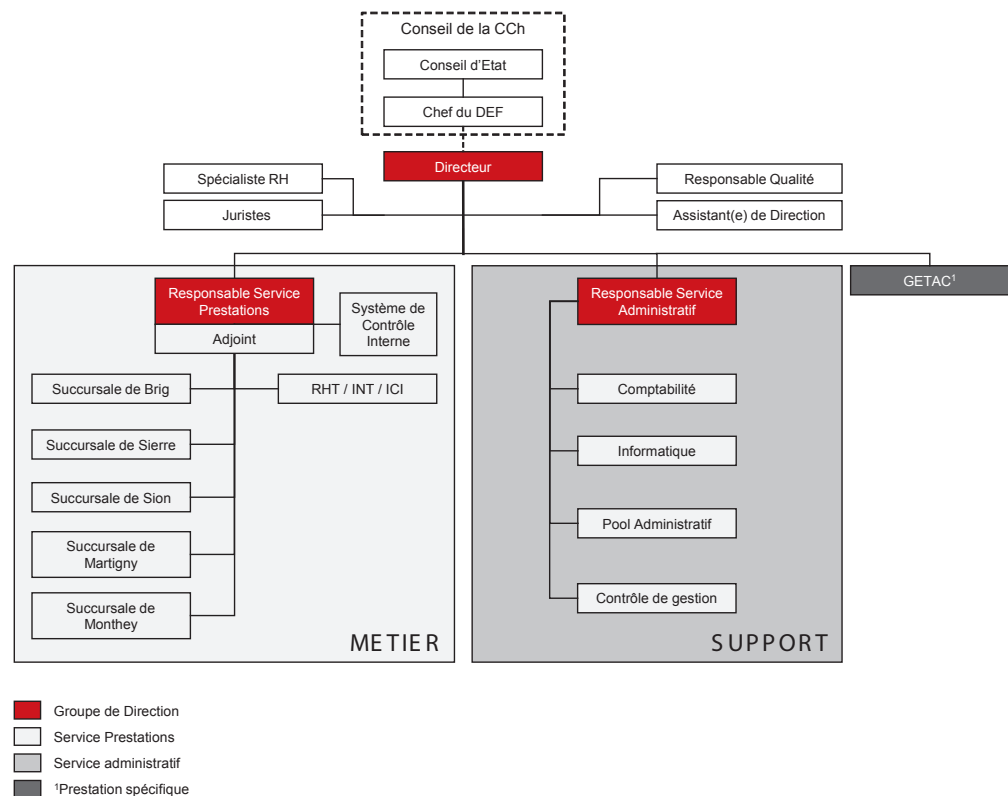 Conseil de la CCh
Conseil d'Etat
Chef du DEF
Directeur
Spécialiste RH
Responsable Qualité
Juristes
Assistant(e) de Direction
Responsable Service
Prestations
Adjoint
Système de
Contrôle
Interne
Succursale de Brig
RHT / INT / ICI
Succursale de Sierre
Succursale de Sion
Succursale de
Martigny
Succursale de
Monthey
METIER
Responsable Service
Administratif
Comptabilité
Informatique
Pool Administratif
Contrôle de gestion
SUPPORT
GETAC¹
Groupe de Direction
Service Prestations
Service administratif
¹Prestation spécifique